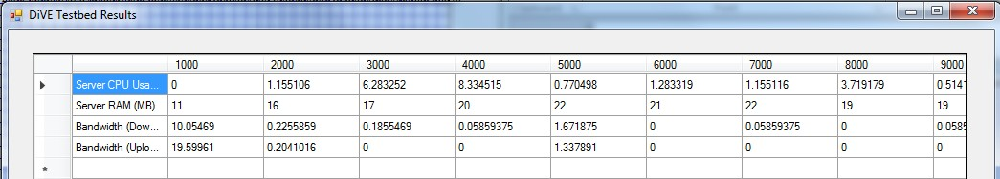 DiVE Testbed Results
1000 2000 3000 4000 5000 6000 7000 8000 9000
Server CPU Usa... 0 1.155106 6.283252 8.334515 0.770498 1.283319 1.155116 3.719179 0.514
Server RAM (MB) 11 16 17 20 22 21 22 19 19
Bandwidth (Dow... 10.05469 0.2255859 0.1855469 0.05859375 1.671875 0 0.05859375 0 0.058
Bandwidth (Uplo... 19.59961 0.2041016 0 0 1.337891 0 0 0 0
*